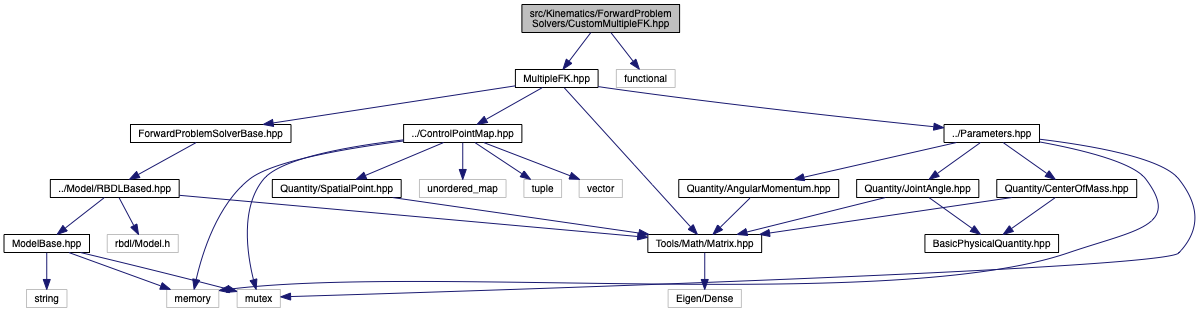 src/Kinematics/ForwardProblem
Solvers/CustomMultipleFK.hpp
MultipleFK.hpp
functional
ForwardProblemSolverBase.hpp
../ControlPointMap.hpp
../Parameters.hpp
../Model/RBDLBased.hpp
Quantity/SpatialPoint.hpp
unordered_map
tuple
vector
Quantity/AngularMomentum.hpp
Quantity/JointAngle.hpp
Quantity/CenterOfMass.hpp
ModelBase.hpp
rbdl/Model.h
Tools/Math/Matrix.hpp
BasicPhysicalQuantity.hpp
string
memory
mutex
Eigen/Dense